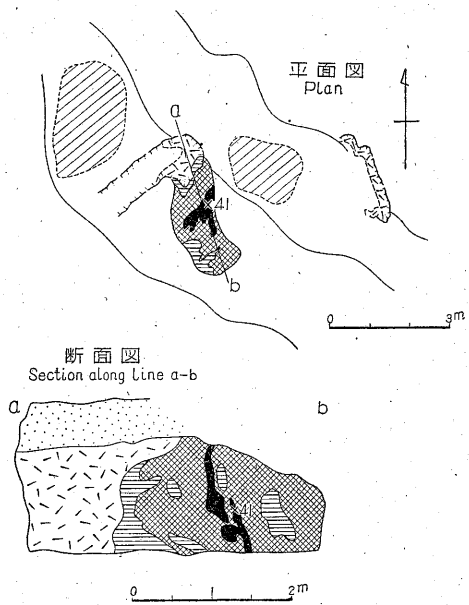 平面図
Plan
a
41
b
0 3m
断面図
Section along line a-b
a b
41
0 1 2m